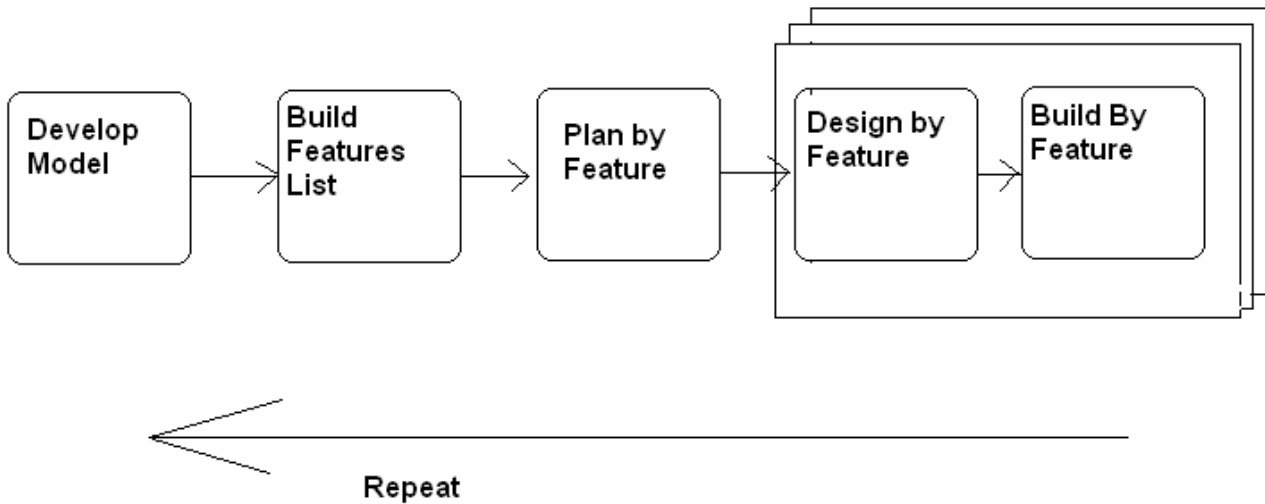 Develop
Model
Build
Features
List
Plan by
Feature
Design by
Feature
Build By
Feature
Repeat